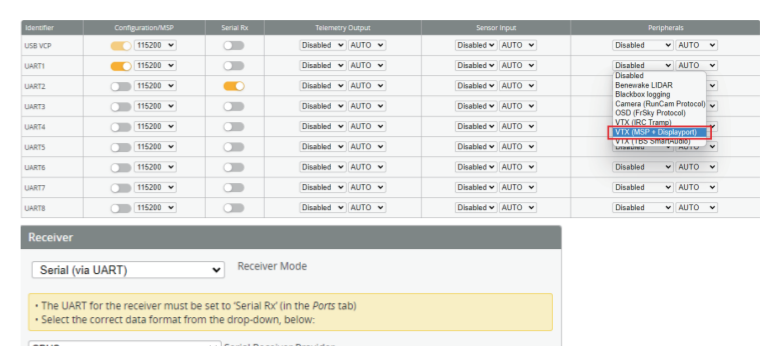 Identifier Configuration/MSP Serial Rx Telemetry Output Sensor Input Peripherals
USB VCP 115200 Disabled AUTO Disabled AUTO Disabled AUTO
UART1 115200 Disabled AUTO Disabled AUTO Disabled AUTO
Disabled
Benewake LIDAR
Blackbox logging
Camera (RunCam Protocol)
OSD (FrSky Protocol)
VTX (IRC Tramp)
VTX (MSP + Displayport)
VTX (TBS SmartAudio)
UART2 115200 Disabled AUTO Disabled AUTO
UART3 115200 Disabled AUTO Disabled AUTO
UART4 115200 Disabled AUTO Disabled AUTO
UART5 115200 Disabled AUTO Disabled AUTO Disabled AUTO
UART6 115200 Disabled AUTO Disabled AUTO Disabled AUTO
UART7 115200 Disabled AUTO Disabled AUTO Disabled AUTO
UART8 115200 Disabled AUTO Disabled AUTO Disabled AUTO
Receiver
Serial (via UART) Receiver Mode
• The UART for the receiver must be set to 'Serial Rx' (in the Ports tab)
• Select the correct data format from the drop-down, below:
Serial Receiver Provider